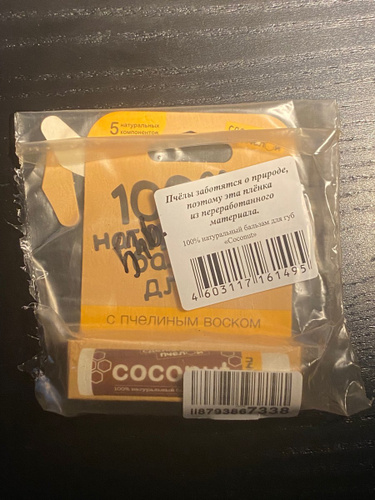 5 натуральных
компонентов
100%
Пчёлы заботятся о природе,
поэтому эта плёнка
из переработанного
материала.
100% натуральный бальзам для губ
«Coconut»
4 603117 161495
с пчелиным воском
coconut
100% натуральный
118793867338